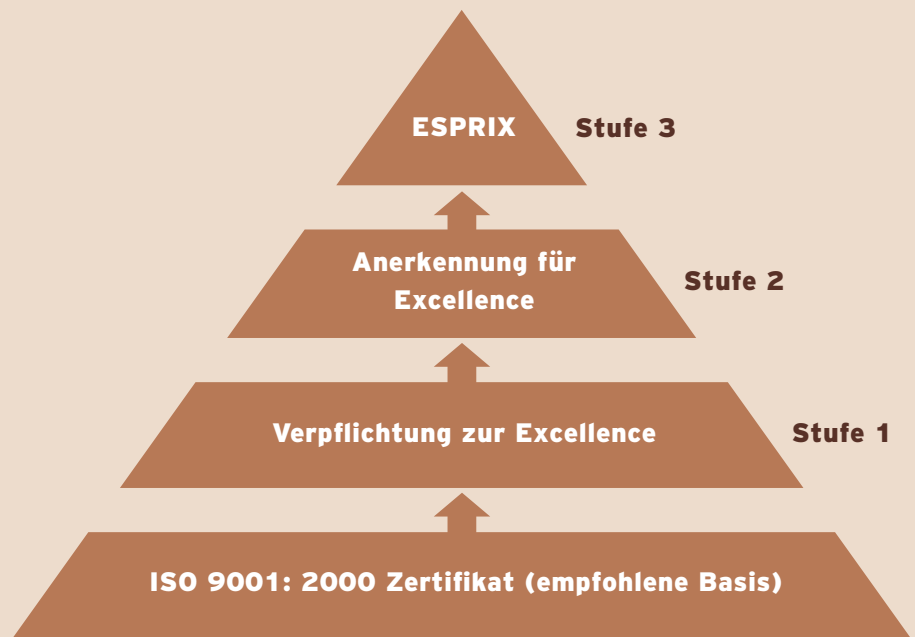 ESPRIX
Stufe 3
Anerkennung für
Excellence
Stufe 2
Verpflichtung zur Excellence
Stufe 1
ISO 9001: 2000 Zertifikat (empfohlene Basis)